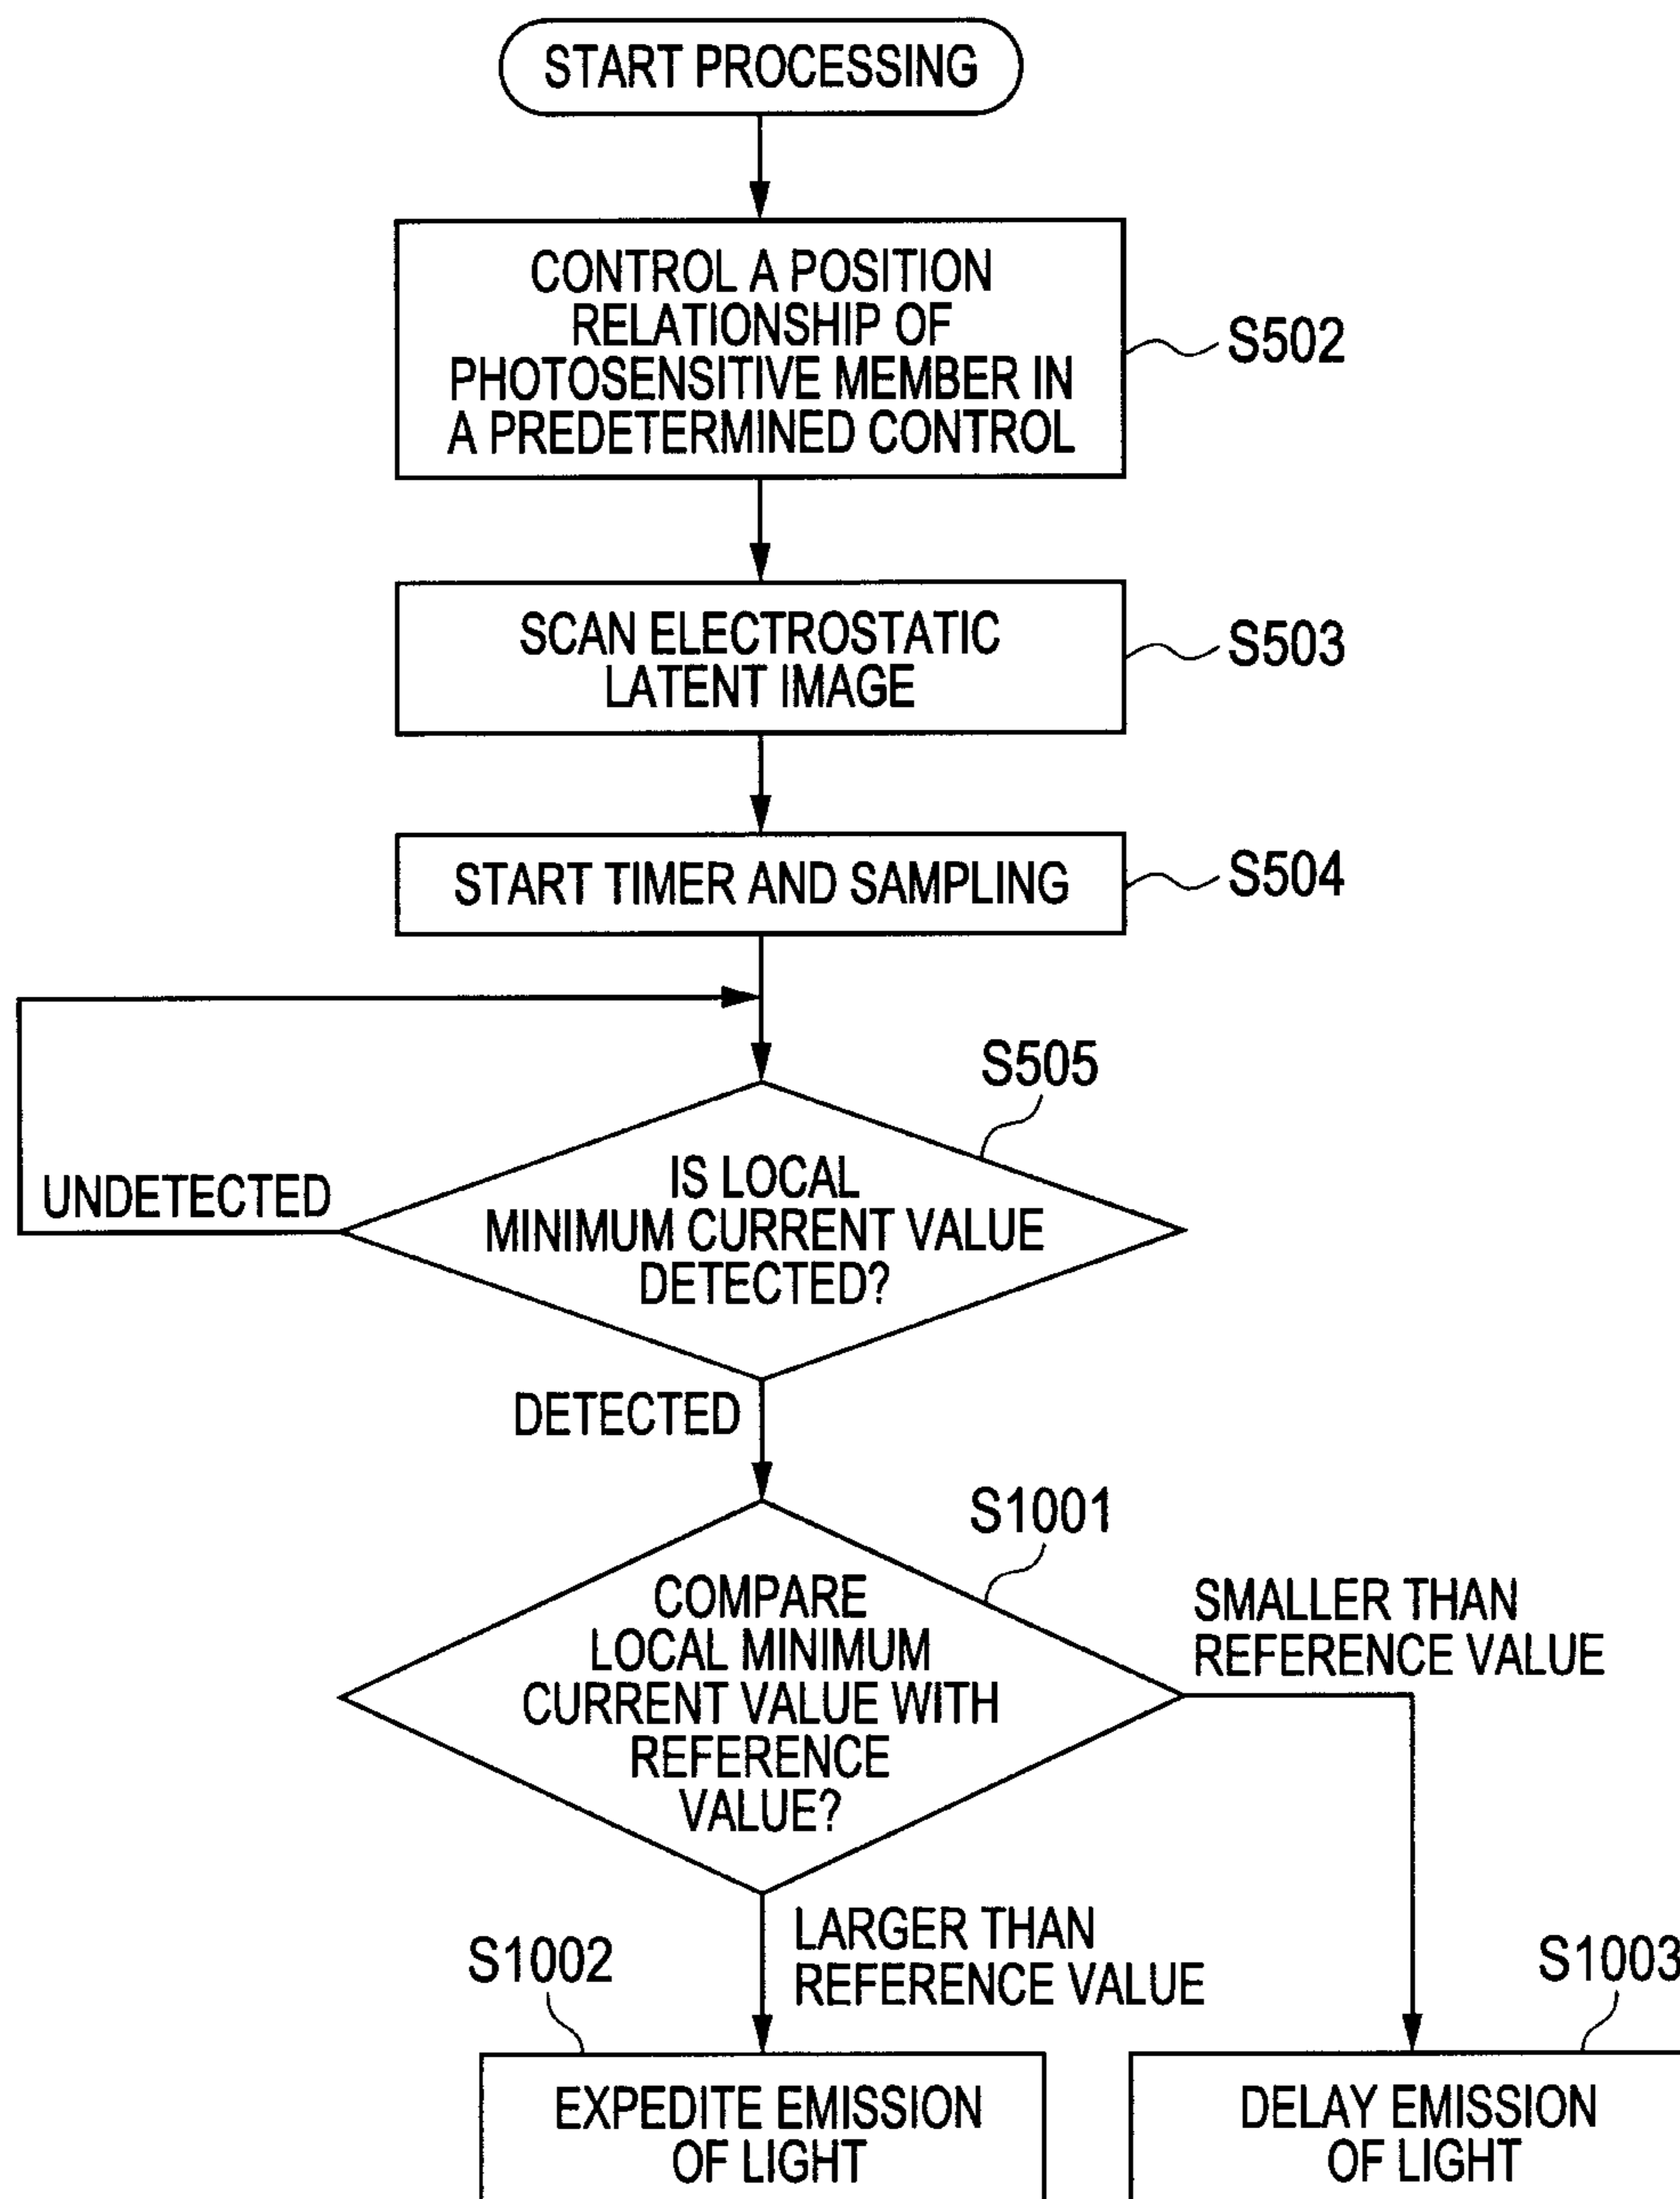 START PROCESSING
CONTROL A POSITION
RELATIONSHIP OF
PHOTOSENSITIVE MEMBER IN
A PREDETERMINED CONTROL
S502
SCAN ELECTROSTATIC
LATENT IMAGE
S503
START TIMER AND SAMPLING
S504
S505
UNDETECTED
IS LOCAL
MINIMUM CURRENT VALUE
DETECTED?
DETECTED
S1001
COMPARE
LOCAL MINIMUM
CURRENT VALUE WITH
REFERENCE
VALUE?
SMALLER THAN
REFERENCE VALUE
LARGER THAN
REFERENCE VALUE
S1002
S1003
EXPEDITE EMISSION
OF LIGHT
DELAY EMISSION
OF LIGHT